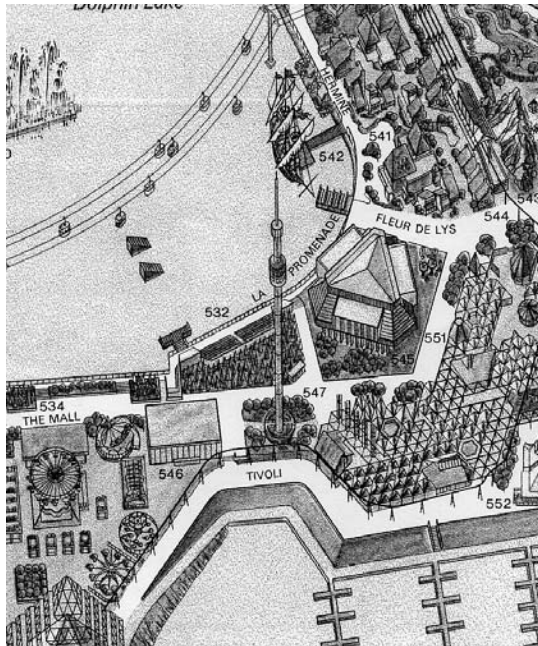 Dolphin Lake
HERMINE
541
542
543
544
FLEUR DE LYS
LA PROMENADE
532
551
545
547
534
THE MALL
546
TIVOLI
552